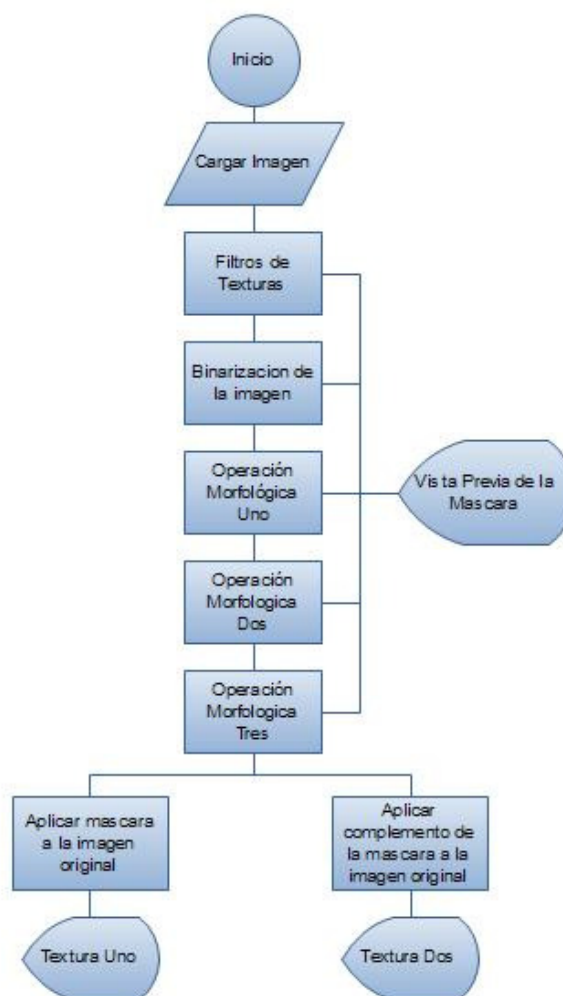 Inicio
Cargar Imagen
Filtros de
Texturas
Binarizacion de
la imagen
Operación
Morfológica
Uno
Vista Previa de la
Mascara
Operación
Morfologica
Dos
Operación
Morfologica
Tres
Aplicar mascara
a la imagen
original
Aplicar
complemento de
la mascara a la
imagen original
Textura Uno
Textura Dos